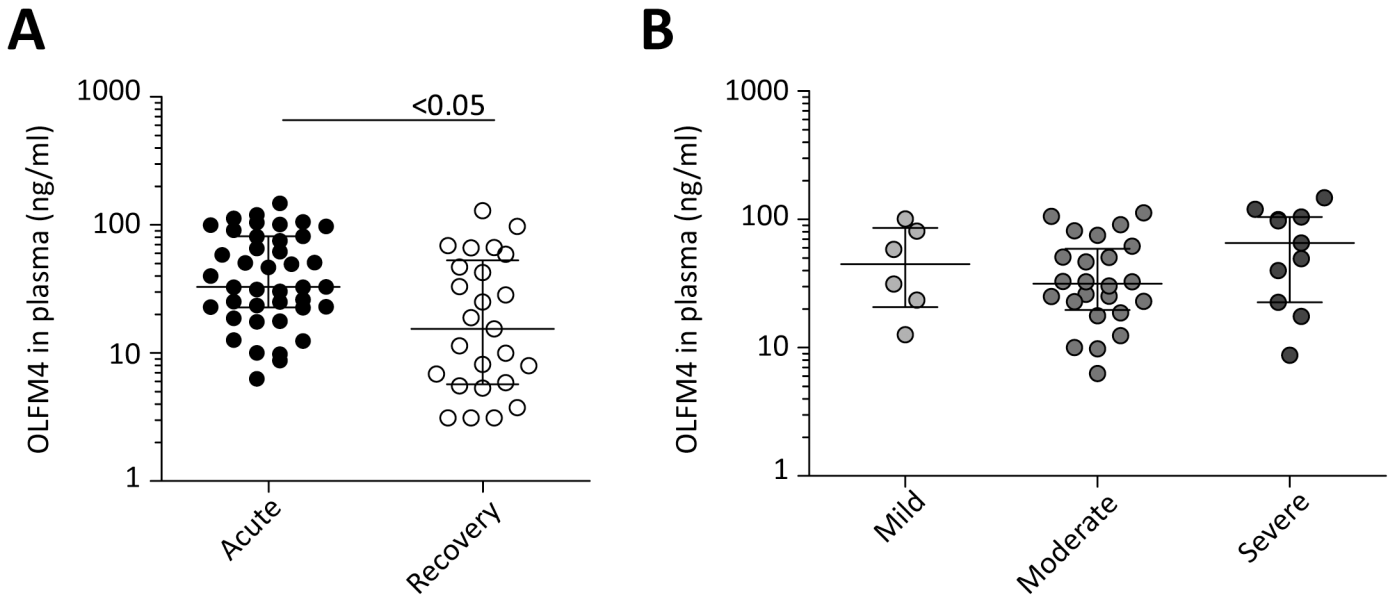 A
OLFM4 in plasma (ng/ml)
1000
100
10
1
<0.05
Acute
Recovery
B
OLFM4 in plasma (ng/ml)
1000
100
10
1
Mild
Moderate
Severe